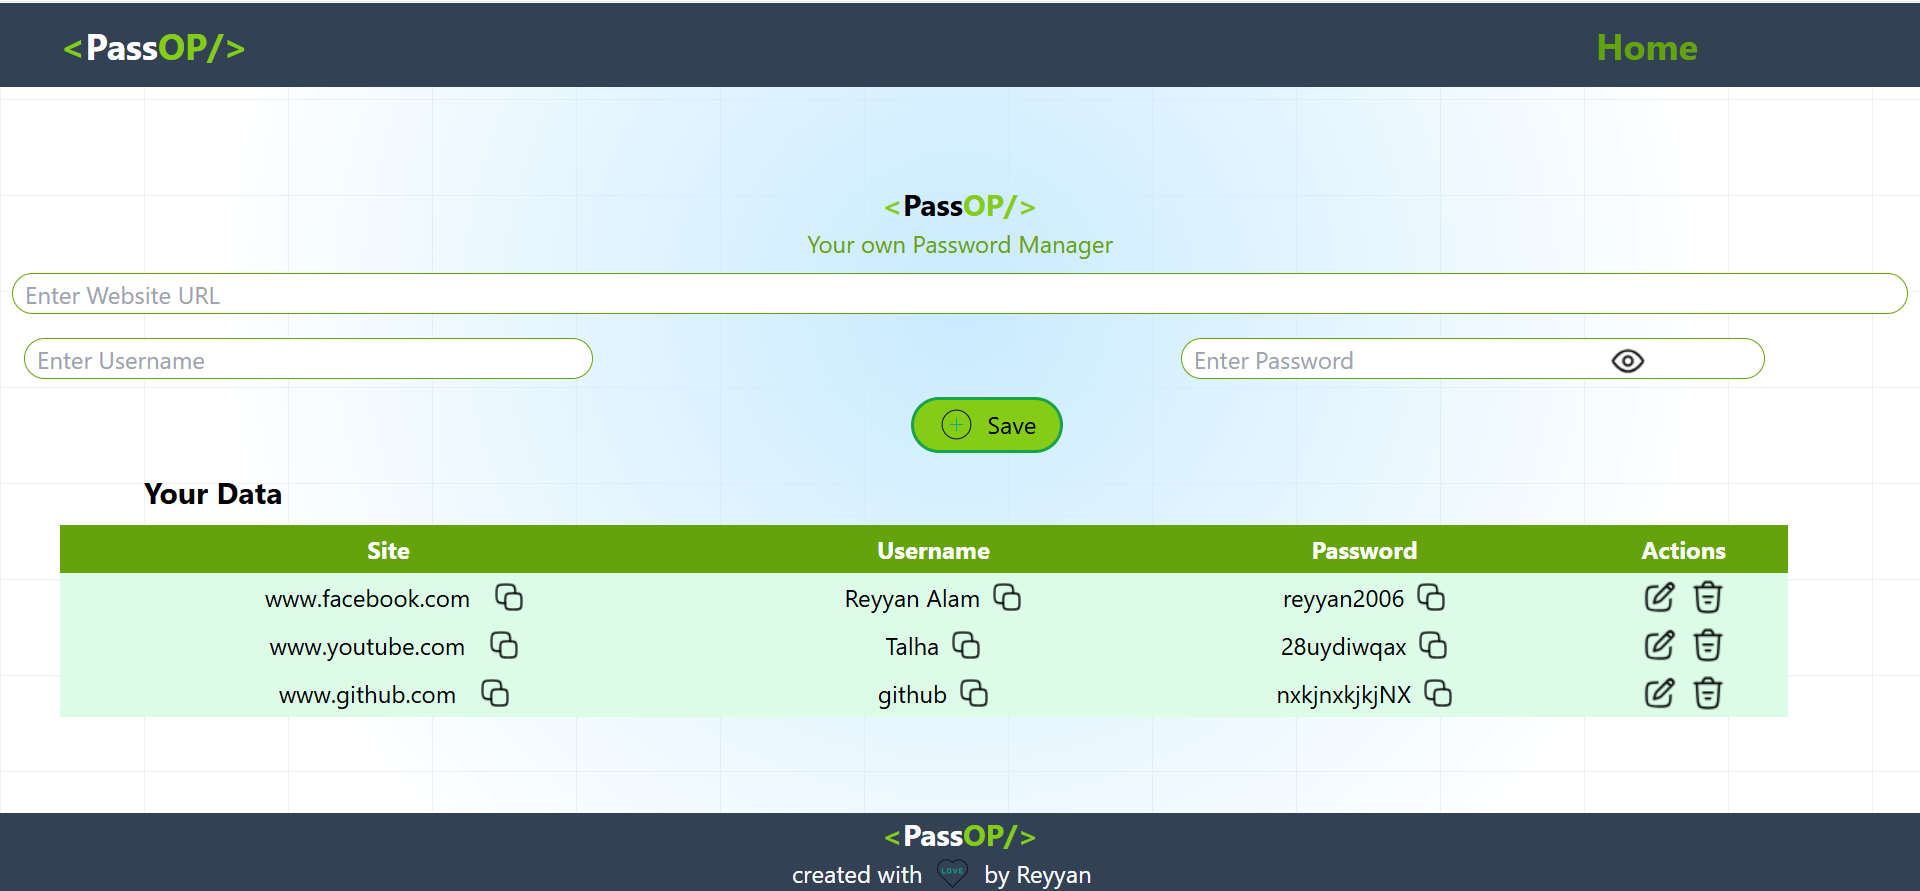 <PassOP/> Home
<PassOP/>
Your own Password Manager
Enter Website URL
Enter Username Enter Password
Save
Your Data
Site Username Password Actions
www.facebook.com Reyyan Alam reyyan2006
www.youtube.com Talha 28uydiwqax
www.github.com github nxkjnxkjkjNX
<PassOP/>
created with LOVE by Reyyan